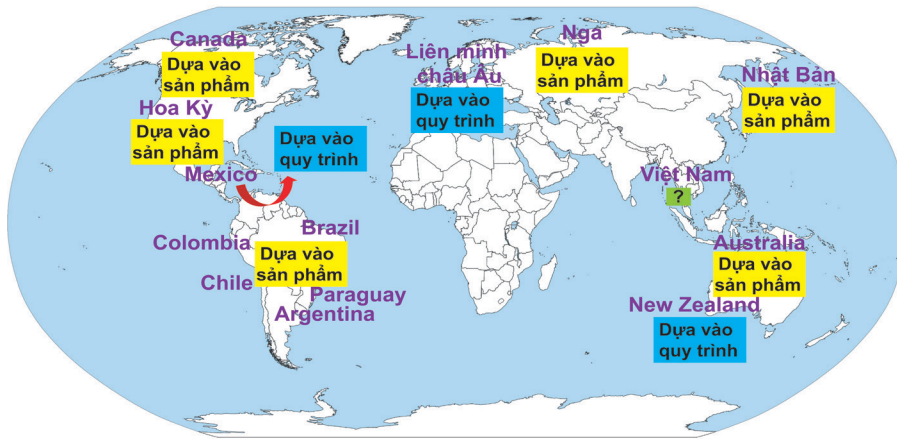 Canada
Dựa vào
sản phẩm
Hoa Kỳ
Dựa vào
sản phẩm
Dựa vào
quy trình
Mexico
Colombia
Brazil
Dựa vào
sản phẩm
Chile
Paraguay
Argentina
Liên minh
châu Âu
Dựa vào
quy trình
Nga
Dựa vào
sản phẩm
Nhật Bản
Dựa vào
sản phẩm
Việt Nam
?
Australia
Dựa vào
sản phẩm
New Zealand
Dựa vào
quy trình